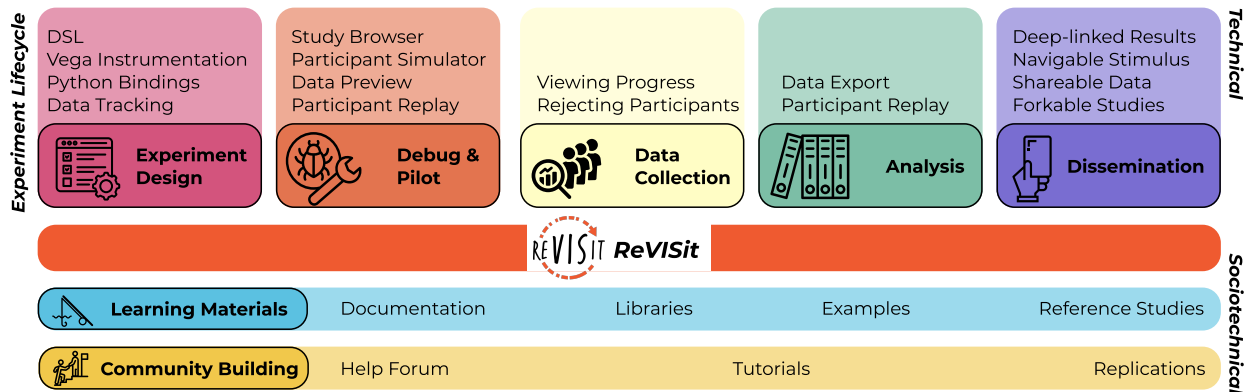 Experiment Lifecycle
Technical
DSL
Vega Instrumentation
Python Bindings
Data Tracking
Experiment
Design
Study Browser
Participant Simulator
Data Preview
Participant Replay
Debug &
Pilot
Viewing Progress
Rejecting Participants
Data
Collection
Data Export
Participant Replay
Analysis
Deep-linked Results
Navigable Stimulus
Shareable Data
Forkable Studies
Dissemination
REVISIT ReVISit
Sociotechnical
Learning Materials Documentation Libraries Examples Reference Studies
Community Building Help Forum Tutorials Replications